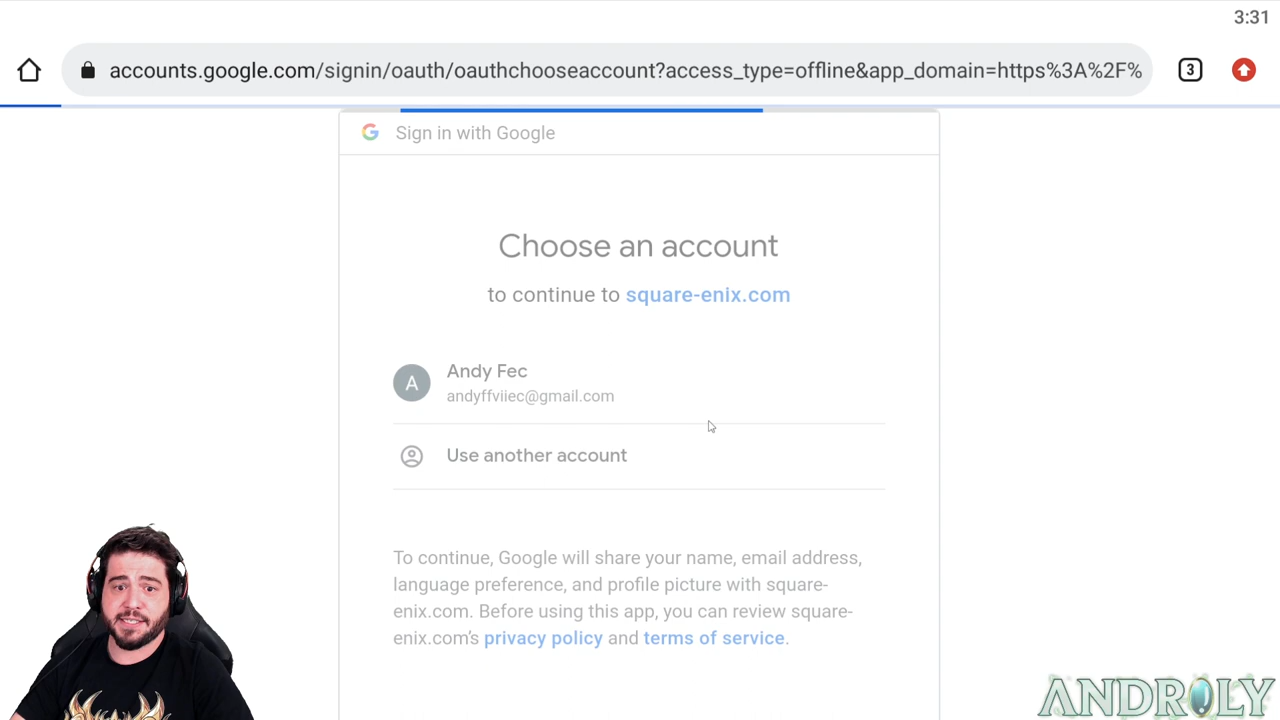 3:31
accounts.google.com/signin/oauth/oauthchooseaccount?access_type=offline&app_domain=https%3A%2F%
3
Sign in with Google
Choose an account
to continue to square-enix.com
A
Andy Fec
andyffviiec@gmail.com
Use another account
To continue, Google will share your name, email address,
language preference, and profile picture with square-
enix.com. Before using this app, you can review square-
enix.com's privacy policy and terms of service.
ANDROLY